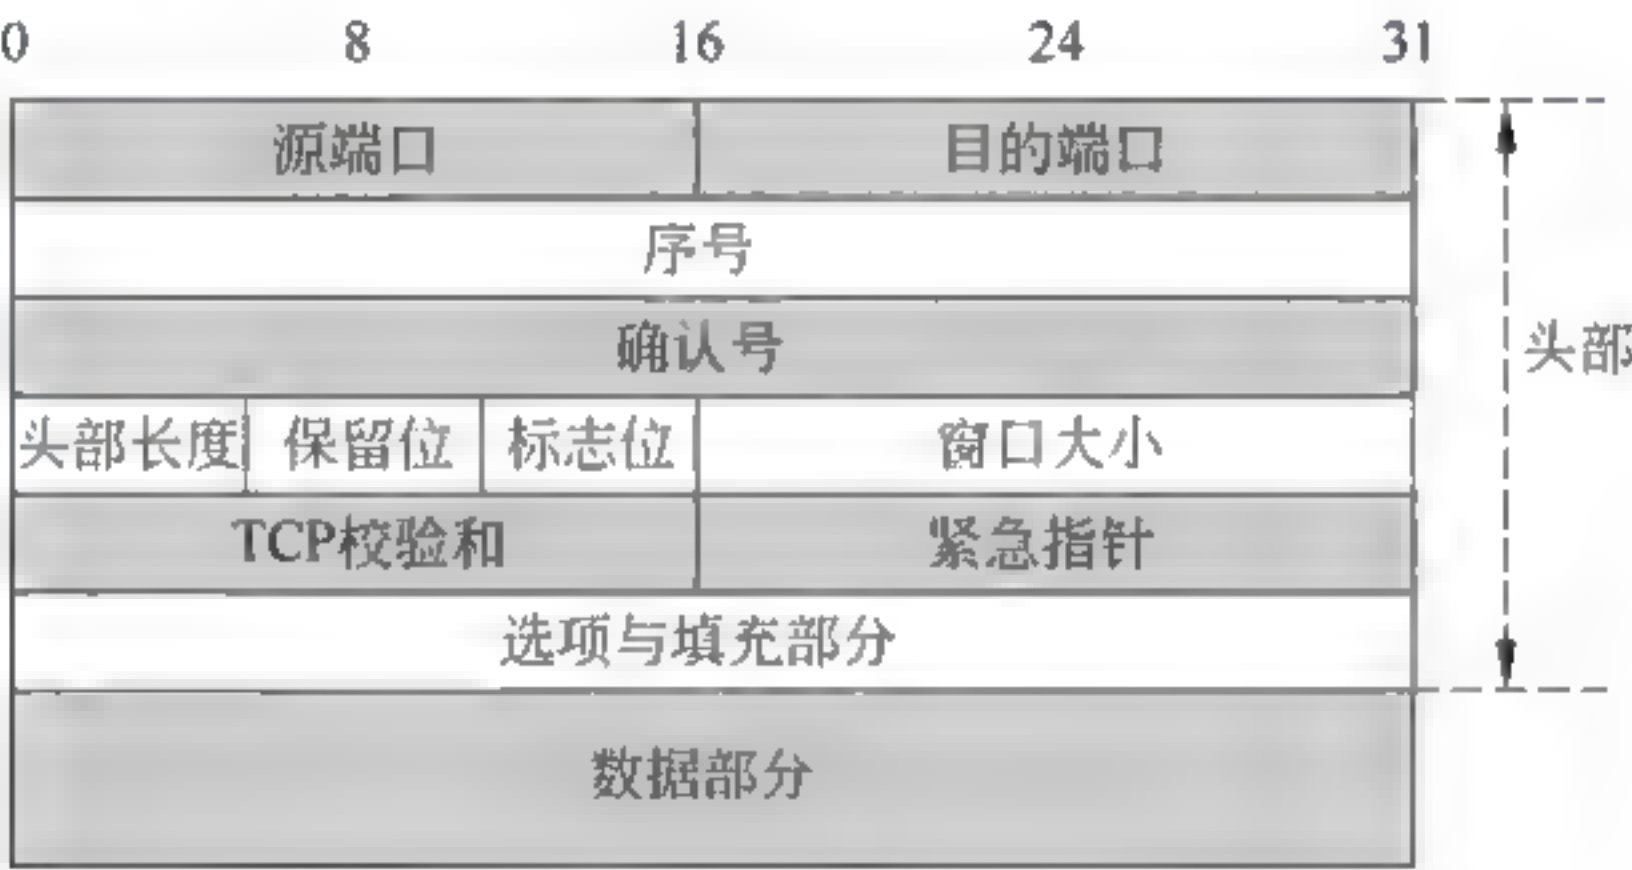 0 8 16 24 31
源端口 目的端口
序号
确认号
头部
头部长度 保留位 标志位 窗口大小
TCP校验和 紧急指针
选项与填充部分
数据部分